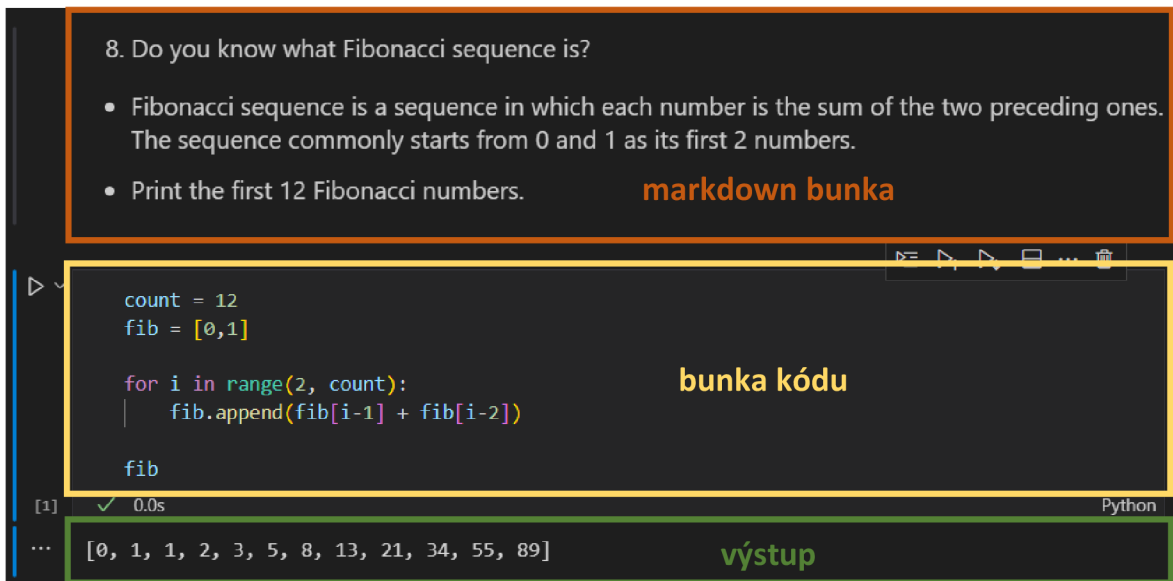 8. Do you know what Fibonacci sequence is?
• Fibonacci sequence is a sequence in which each number is the sum of the two preceding ones.
The sequence commonly starts from 0 and 1 as its first 2 numbers.
• Print the first 12 Fibonacci numbers.
markdown bunka
count = 12
fib = [0,1]
for i in range(2, count):
    fib.append(fib[i-1] + fib[i-2])
fib
bunka kódu
[1]
0.0s
Python
[0, 1, 1, 2, 3, 5, 8, 13, 21, 34, 55, 89]
výstup